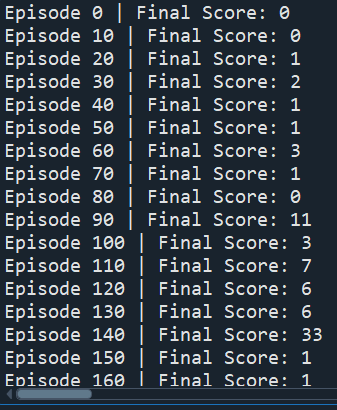 Episode 0 | Final Score: 0
Episode 10 | Final Score: 0
Episode 20 | Final Score: 1
Episode 30 | Final Score: 2
Episode 40 | Final Score: 1
Episode 50 | Final Score: 1
Episode 60 | Final Score: 3
Episode 70 | Final Score: 1
Episode 80 | Final Score: 0
Episode 90 | Final Score: 11
Episode 100 | Final Score: 3
Episode 110 | Final Score: 7
Episode 120 | Final Score: 6
Episode 130 | Final Score: 6
Episode 140 | Final Score: 33
Episode 150 | Final Score: 1
Episode 160 | Final Score: 1